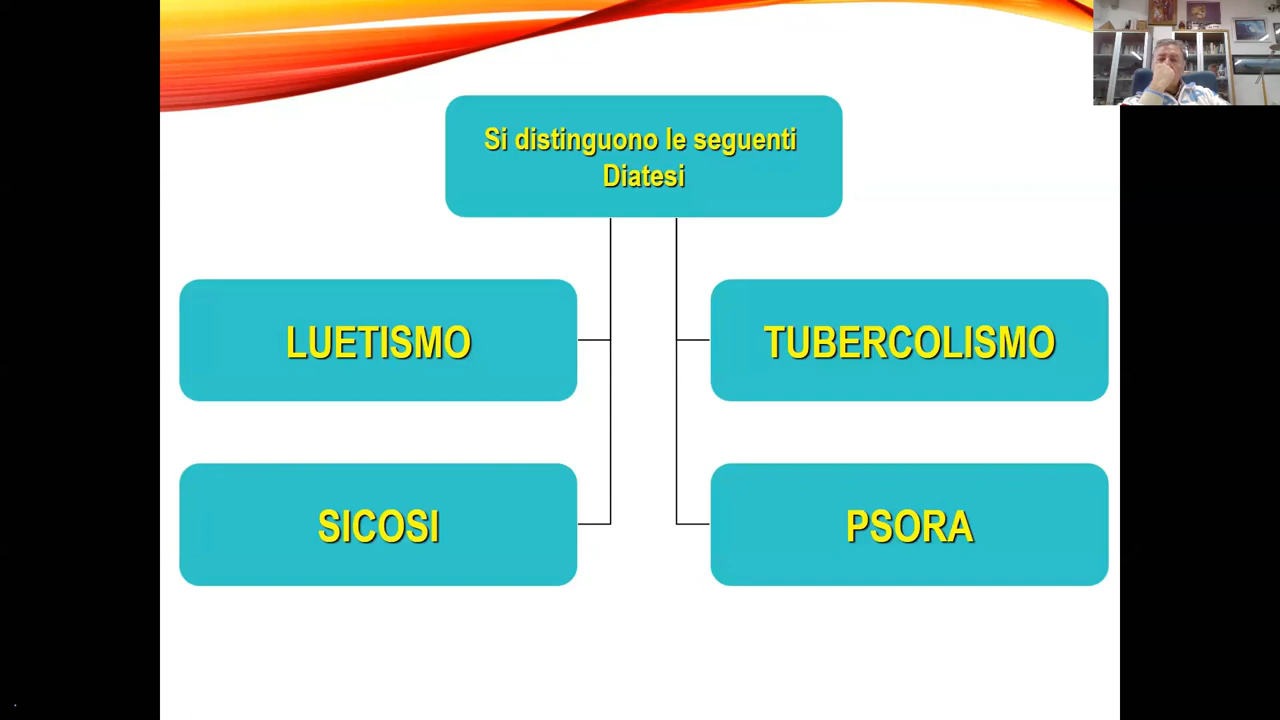 Si distinguono le seguenti
Diatesi
LUETISMO
TUBERCOLISMO
SICOSI
PSORA